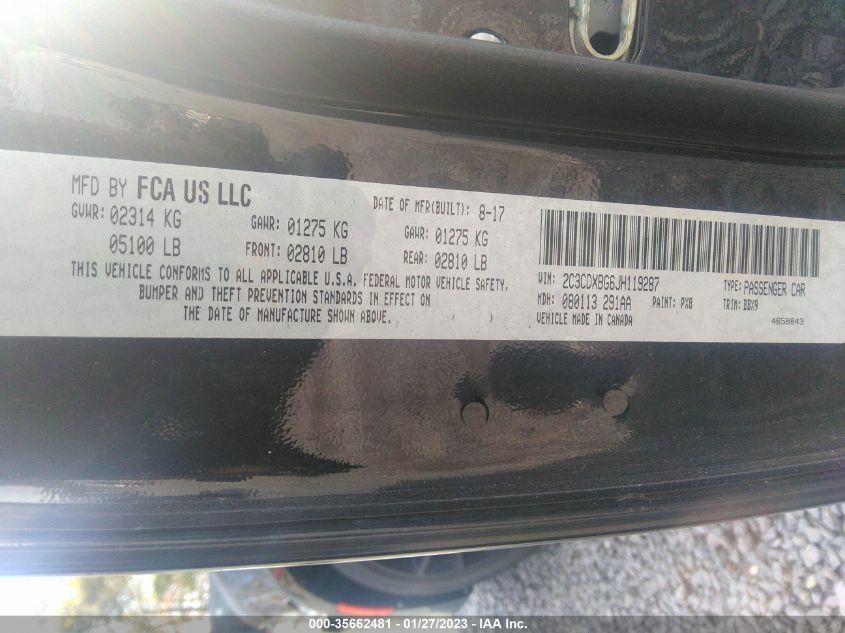 MFD BY FCA US LLC
DATE OF MFR(BUILT): 8-17
GVWR: 02314 KG
GAWR: 01275 KG
GAWR: 01275 KG
05100 LB
FRONT: 02810 LB
REAR: 02810 LB
THIS VEHICLE CONFORMS TO ALL APPLICABLE U.S.A. FEDERAL MOTOR VEHICLE SAFETY,
BUMPER AND THEFT PREVENTION STANDARDS IN EFFECT ON
THE DATE OF MANUFACTURE SHOWN ABOVE.
VIN: 2C3CDXBG6JH119287
TYPE: PASSENGER CAR
MDH: 080113 291AA
PAINT: PX8
TRIM: BBX9
VEHICLE MADE IN CANADA
4658843
000-35662481 - 01/27/2023 - IAA Inc.